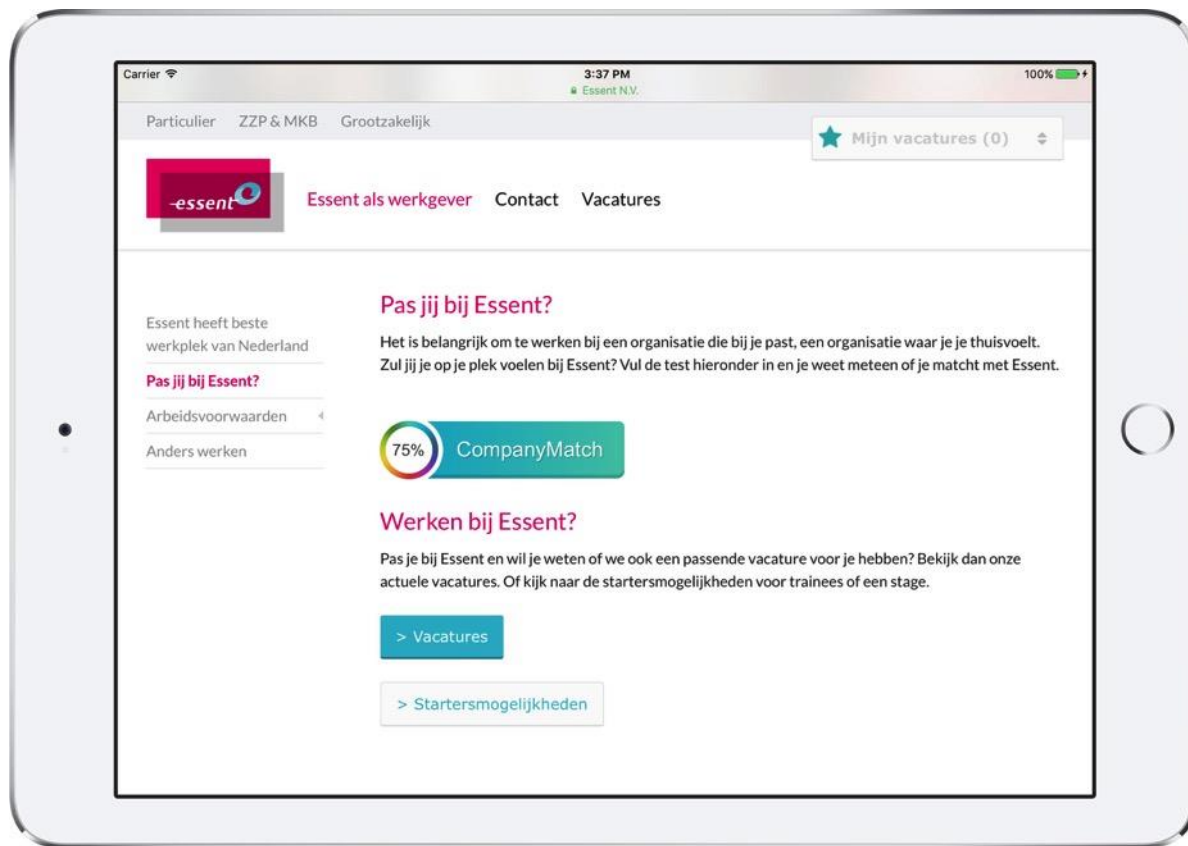 Carrier
3:37 PM
100%
Essent N.V.
Particulier ZZP & MKB Grootzakelijk
Mijn vacatures (0)
essent
Essent als werkgever Contact Vacatures
Essent heeft beste
werkplek van Nederland
Pas jij bij Essent?
Arbeidsvoorwaarden
Anders werken
Pas jij bij Essent?
Het is belangrijk om te werken bij een organisatie die bij je past, een organisatie waar je je thuisvoelt.
Zul jij je op je plek voelen bij Essent? Vul de test hieronder in en je weet meteen of je matcht met Essent.
75% CompanyMatch
Werken bij Essent?
Pas je bij Essent en wil je weten of we ook een passende vacature voor je hebben? Bekijk dan onze
actuele vacatures. Of kijk naar de startersmogelijkheden voor trainees of een stage.
> Vacatures
> Startersmogelijkheden